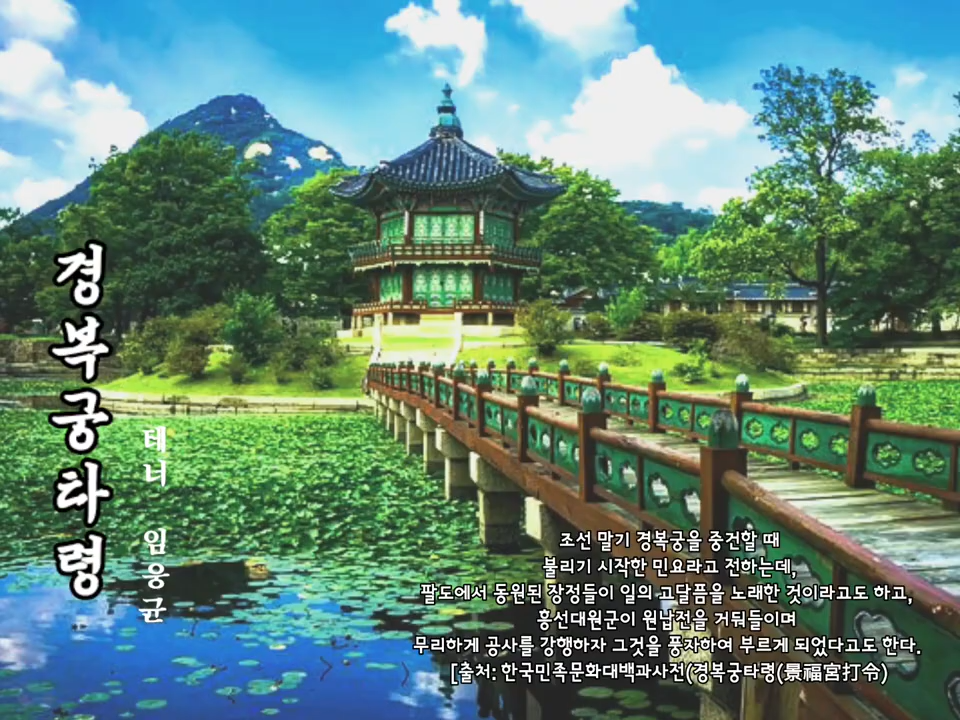 경복궁타령
테너 임웅균
조선 말기 경복궁을 중건할 때
불리기 시작한 민요라고 전하는데,
팔도에서 동원된 장정들이 일의 고달픔을 노래한 것이라고도 하고,
흥선대원군이 원납전을 거둬들이며
무리하게 공사를 강행하자 그것을 풍자하여 부르게 되었다고도 한다.
[출처: 한국민족문화대백과사전(경복궁타령(景福宮打令)